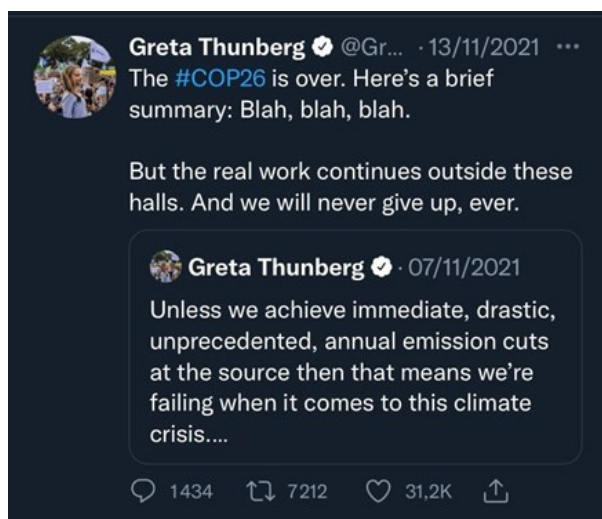 Greta Thunberg @Gr... · 13/11/2021 ···
The #COP26 is over. Here’s a brief
summary: Blah, blah, blah.
But the real work continues outside these
halls. And we will never give up, ever.
Greta Thunberg · 07/11/2021
Unless we achieve immediate, drastic,
unprecedented, annual emission cuts
at the source then that means we’re
failing when it comes to this climate
crisis....
1434 7212 31,2K